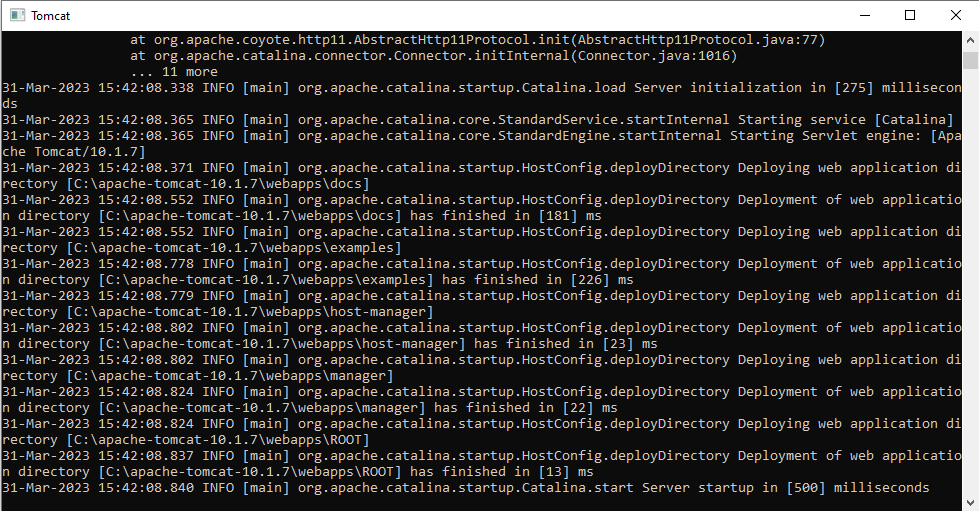 Tomcat
at org.apache.coyote.http11.AbstractHttp11Protocol.init(AbstractHttp11Protocol.java:77)
at org.apache.catalina.connector.Connector.initInternal(Connector.java:1016)
... 11 more
31-Mar-2023 15:42:08.338 INFO [main] org.apache.catalina.startup.Catalina.load Server initialization in [275] millisecon
ds
31-Mar-2023 15:42:08.365 INFO [main] org.apache.catalina.core.StandardService.startInternal Starting service [Catalina]
31-Mar-2023 15:42:08.365 INFO [main] org.apache.catalina.core.StandardEngine.startInternal Starting Servlet engine: [Apa
che Tomcat/10.1.7]
31-Mar-2023 15:42:08.371 INFO [main] org.apache.catalina.startup.HostConfig.deployDirectory Deploying web application di
rectory [C:\apache-tomcat-10.1.7\webapps\docs]
31-Mar-2023 15:42:08.552 INFO [main] org.apache.catalina.startup.HostConfig.deployDirectory Deployment of web applicatio
n directory [C:\apache-tomcat-10.1.7\webapps\docs] has finished in [181] ms
31-Mar-2023 15:42:08.552 INFO [main] org.apache.catalina.startup.HostConfig.deployDirectory Deploying web application di
rectory [C:\apache-tomcat-10.1.7\webapps\examples]
31-Mar-2023 15:42:08.778 INFO [main] org.apache.catalina.startup.HostConfig.deployDirectory Deployment of web applicatio
n directory [C:\apache-tomcat-10.1.7\webapps\examples] has finished in [226] ms
31-Mar-2023 15:42:08.779 INFO [main] org.apache.catalina.startup.HostConfig.deployDirectory Deploying web application di
rectory [C:\apache-tomcat-10.1.7\webapps\host-manager]
31-Mar-2023 15:42:08.802 INFO [main] org.apache.catalina.startup.HostConfig.deployDirectory Deployment of web applicatio
n directory [C:\apache-tomcat-10.1.7\webapps\host-manager] has finished in [23] ms
31-Mar-2023 15:42:08.802 INFO [main] org.apache.catalina.startup.HostConfig.deployDirectory Deploying web application di
rectory [C:\apache-tomcat-10.1.7\webapps\manager]
31-Mar-2023 15:42:08.824 INFO [main] org.apache.catalina.startup.HostConfig.deployDirectory Deployment of web applicatio
n directory [C:\apache-tomcat-10.1.7\webapps\manager] has finished in [22] ms
31-Mar-2023 15:42:08.824 INFO [main] org.apache.catalina.startup.HostConfig.deployDirectory Deploying web application di
rectory [C:\apache-tomcat-10.1.7\webapps\ROOT]
31-Mar-2023 15:42:08.837 INFO [main] org.apache.catalina.startup.HostConfig.deployDirectory Deployment of web applicatio
n directory [C:\apache-tomcat-10.1.7\webapps\ROOT] has finished in [13] ms
31-Mar-2023 15:42:08.840 INFO [main] org.apache.catalina.startup.Catalina.start Server startup in [500] milliseconds